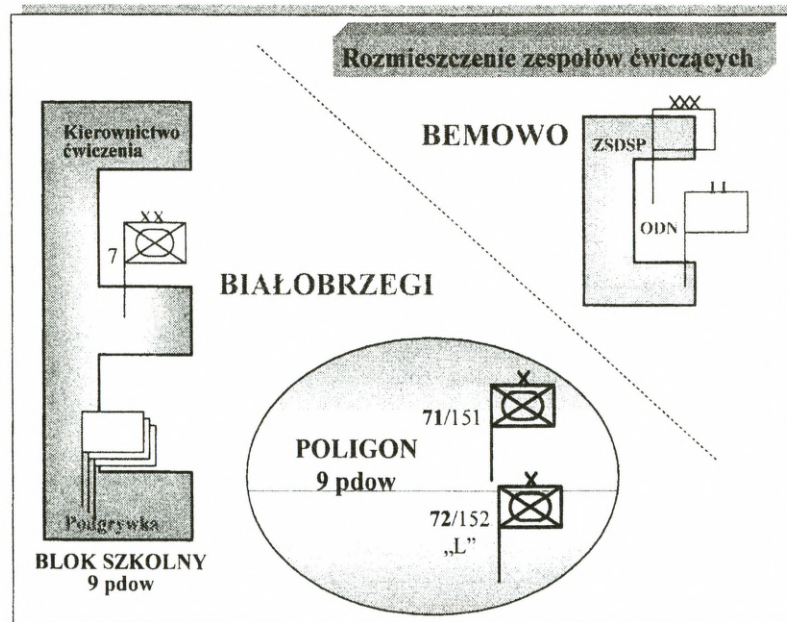 Rozmieszczenie zespołów ćwiczących
Kierownictwo
ćwiczenia
XX
7
BIAŁOBRZEGI
Podgrywka
BLOK SZKOLNY
9 pdow
BEMOWO
XXX
ZSDSP
II
ODN
POLIGON
9 pdow
X
71/151
X
72/152
„L”